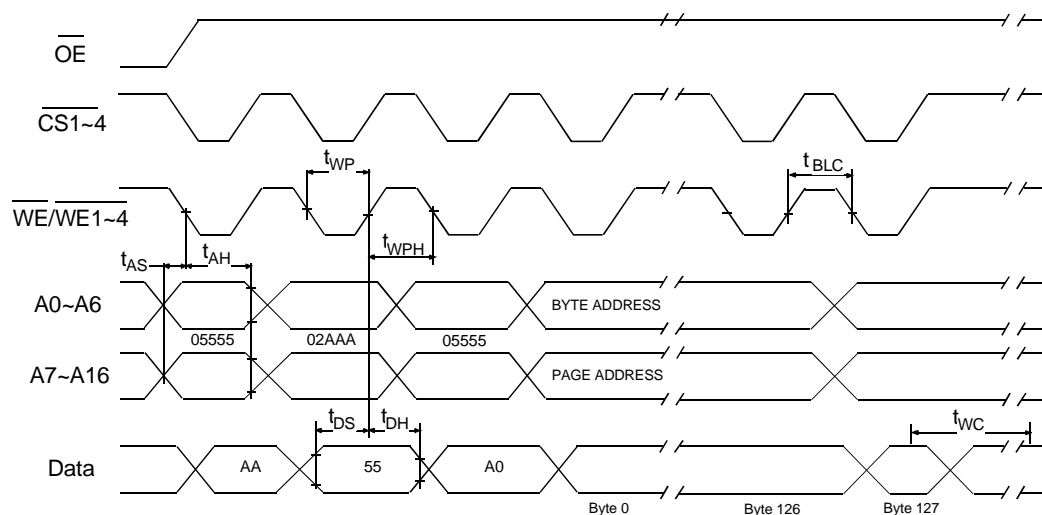 OE
CS1~4
tWP
tBLC
WE/WE1~4
tWPH
tAS
tAH
A0~A6
BYTE ADDRESS
05555
02AAA
05555
A7~A16
PAGE ADDRESS
tDS
tDH
tWC
Data
AA
55
A0
Byte 0
Byte 126
Byte 127